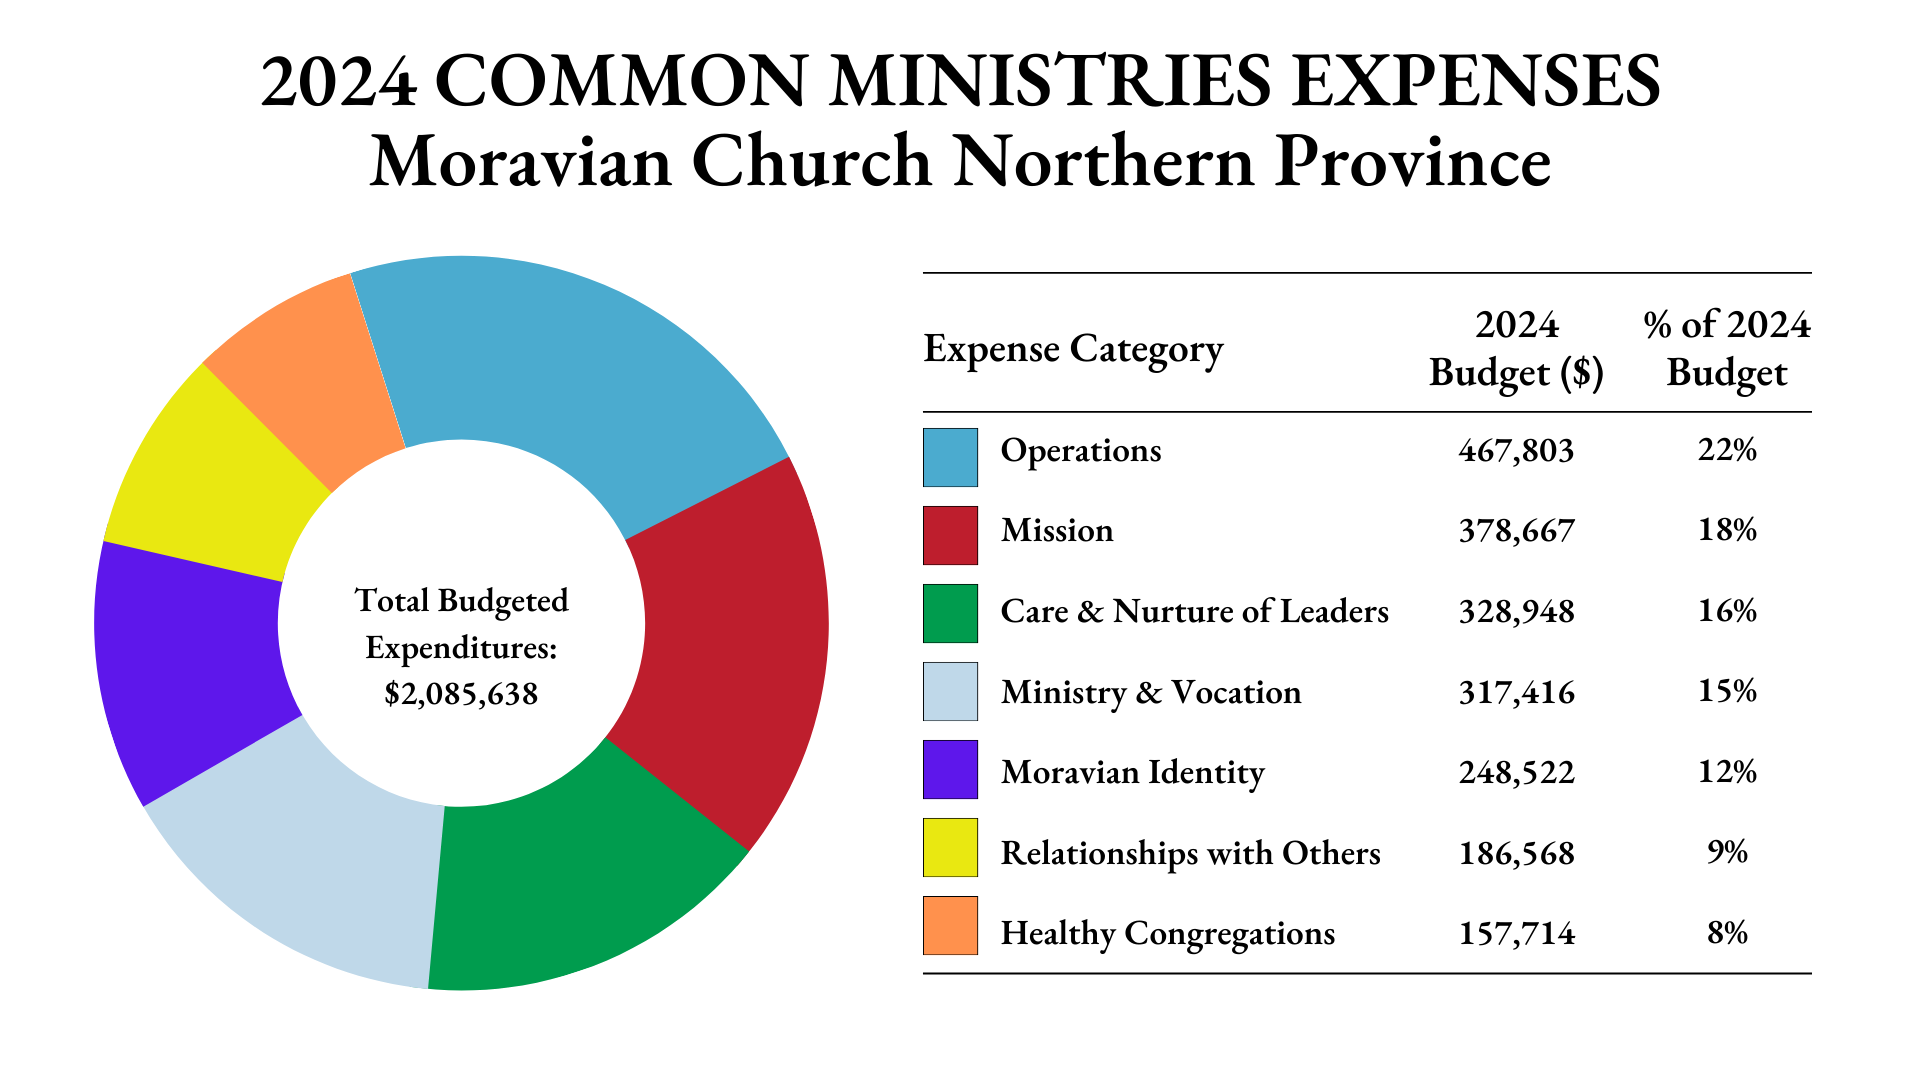 2024 COMMON MINISTRIES EXPENSES
Moravian Church Northern Province
Total Budgeted
Expenditures:
$2,085,638
Expense Category
2024
Budget ($)
% of 2024
Budget
Operations 467,803 22%
Mission 378,667 18%
Care & Nurture of Leaders 328,948 16%
Ministry & Vocation 317,416 15%
Moravian Identity 248,522 12%
Relationships with Others 186,568 9%
Healthy Congregations 157,714 8%